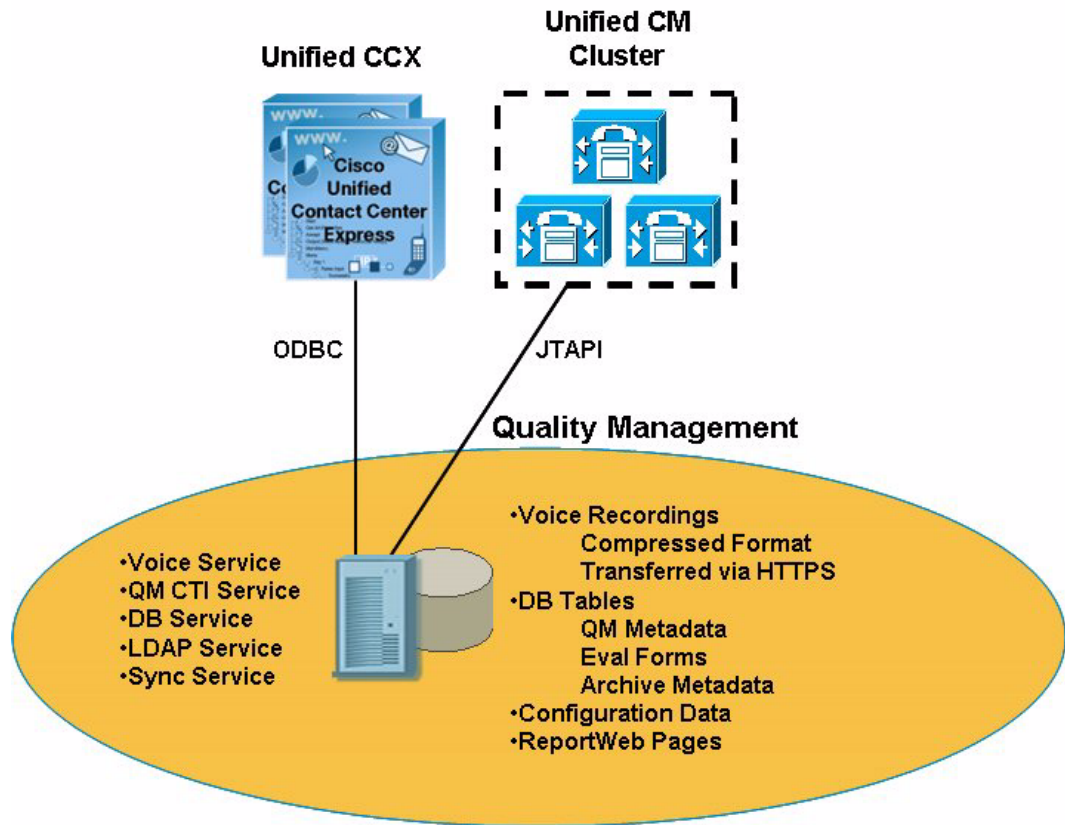 Unified CCX
Unified CM
Cluster
www.
www.
@
Cisco
Unified
Contact Center
Express
ODBC
JTAPI
Quality Management
•Voice Service
•QM CTI Service
•DB Service
•LDAP Service
•Sync Service
•Voice Recordings
Compressed Format
Transferred via HTTPS
•DB Tables
QM Metadata
Eval Forms
Archive Metadata
•Configuration Data
•ReportWeb Pages